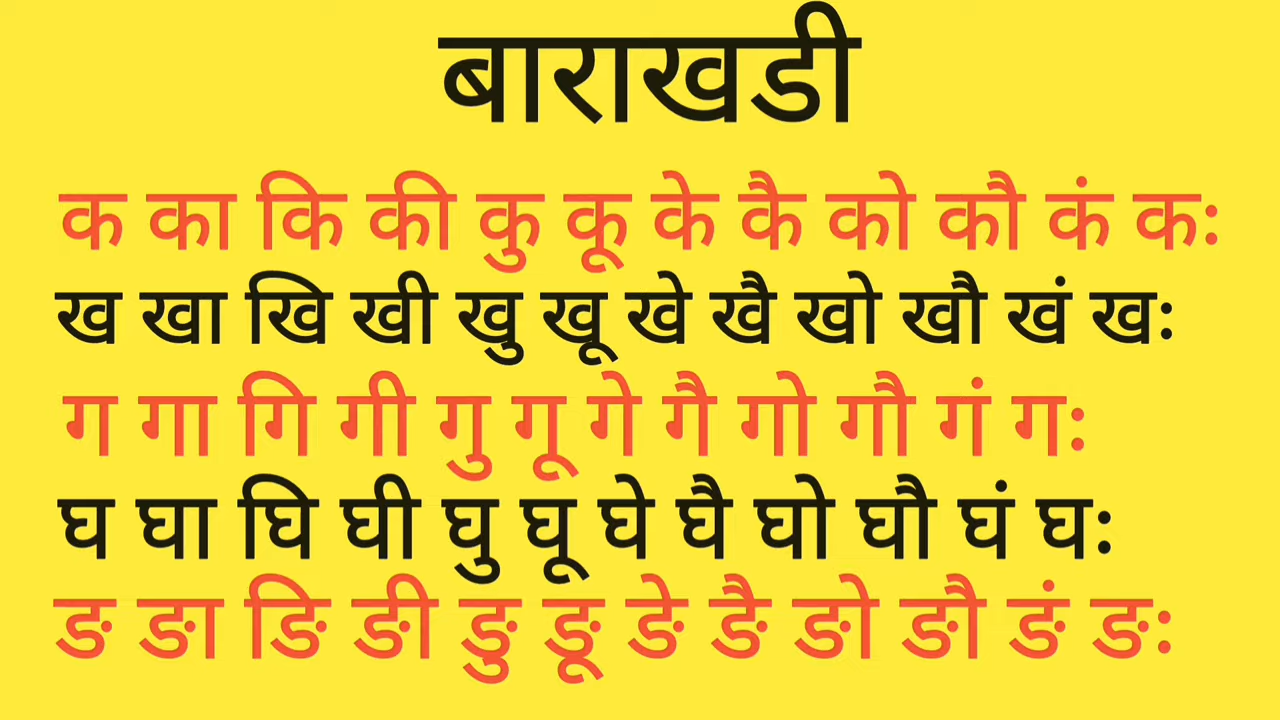 बाराखडी
क का कि की कु कू के कै को कौ कं कः
ख खा खि खी खु खू खे खै खो खौ खं खः
ग गा गि गी गु गू गे गै गो गौ गं गः
घ घा घि घी घु घू घे घै घो घौ घं घः
ङ ङा ङि ङी ङु ङू ङे ङै ङो ङौ ङं ङः